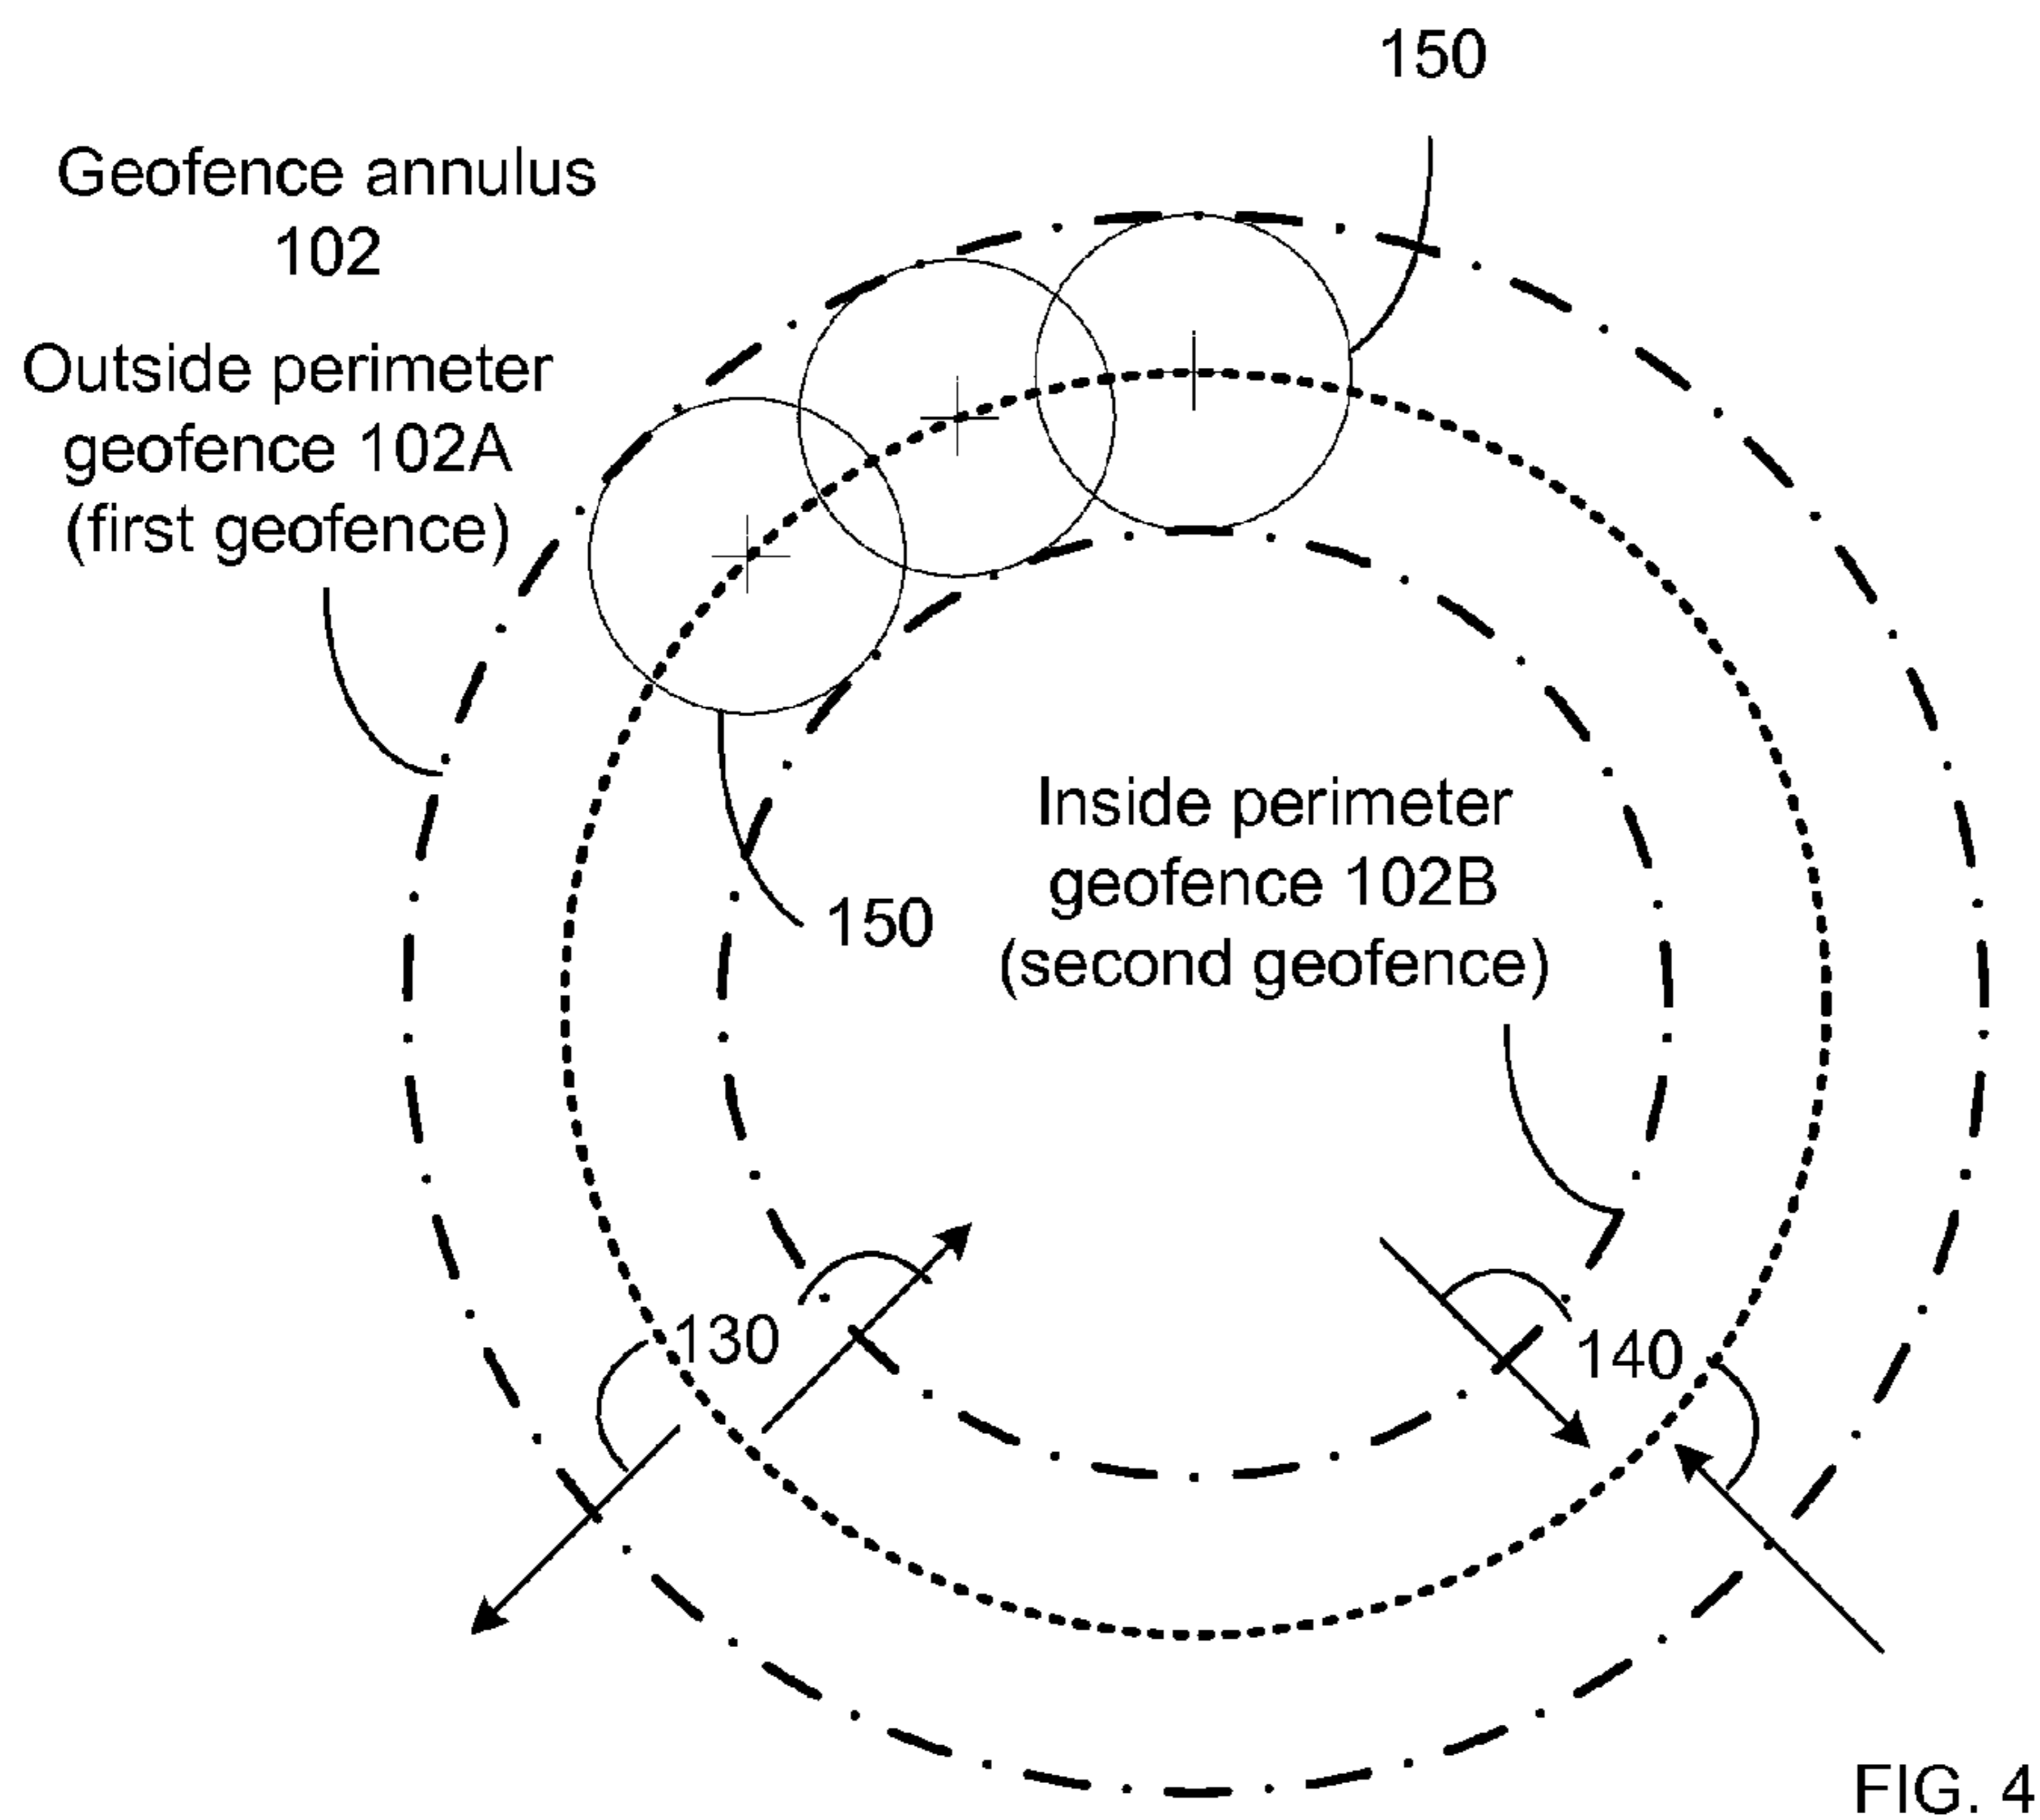 150
Geofence annulus
102
Outside perimeter
geofence 102A
(first geofence)
Inside perimeter
geofence 102B
(second geofence)
150
130
140
FIG. 4